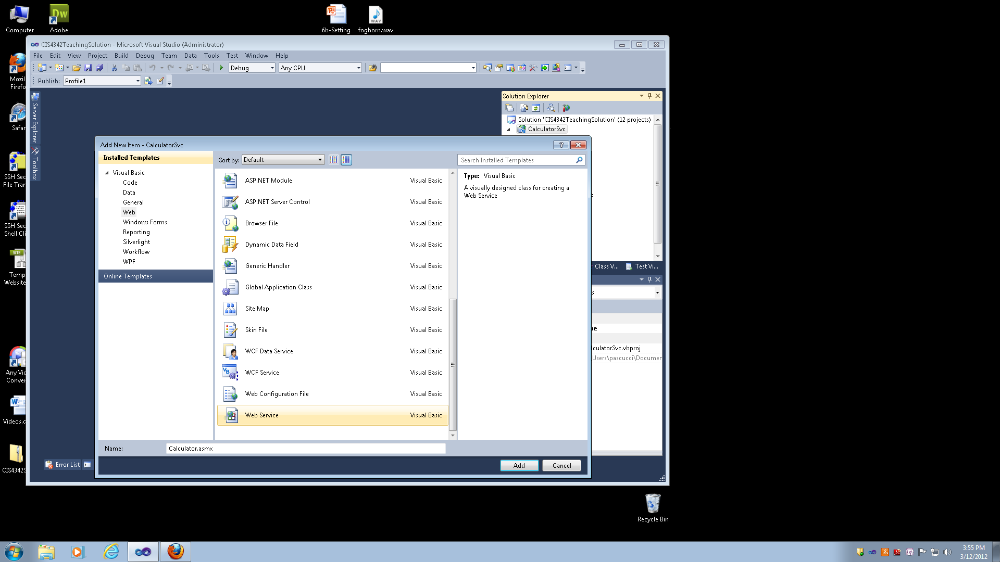 Computer
Adobe
6b-Setting
foghorn.wav
CIS4342TeachingSolution - Microsoft Visual Studio (Administrator)
File Edit View Project Build Debug Team Data Tools Test Window Help
Debug Any CPU
Publish: Profile1
Mozil
Firefo
Safar
SSH Sec
File Tran
SSH Sec
Shell Cli
SITE
Temp
Website
Any Vid
Conver
Videos.d
CIS4342S
Server Explorer
Toolbox
Solution Explorer
Solution 'CIS4342TeachingSolution' (12 projects)
CalculatorSvc
Add New Item - CalculatorSvc
Installed Templates
Visual Basic
Code
Data
General
Web
Windows Forms
Reporting
Silverlight
Workflow
WPF
Online Templates
Sort by: Default
Search Installed Templates
ASP.NET Module Visual Basic
ASP.NET Server Control Visual Basic
Browser File Visual Basic
Dynamic Data Field Visual Basic
Generic Handler Visual Basic
Global Application Class Visual Basic
Site Map Visual Basic
Skin File Visual Basic
WCF Data Service Visual Basic
WCF Service Visual Basic
Web Configuration File Visual Basic
Web Service Visual Basic
Type: Visual Basic
A visually designed class for creating a
Web Service
Name: Calculator.asmx
Add Cancel
Class V... Test Vi...
s
ue
lculatorSvc.vbproj
\Users\pascucci\Documen
Error List
Recycle Bin
3:55 PM
3/12/2012